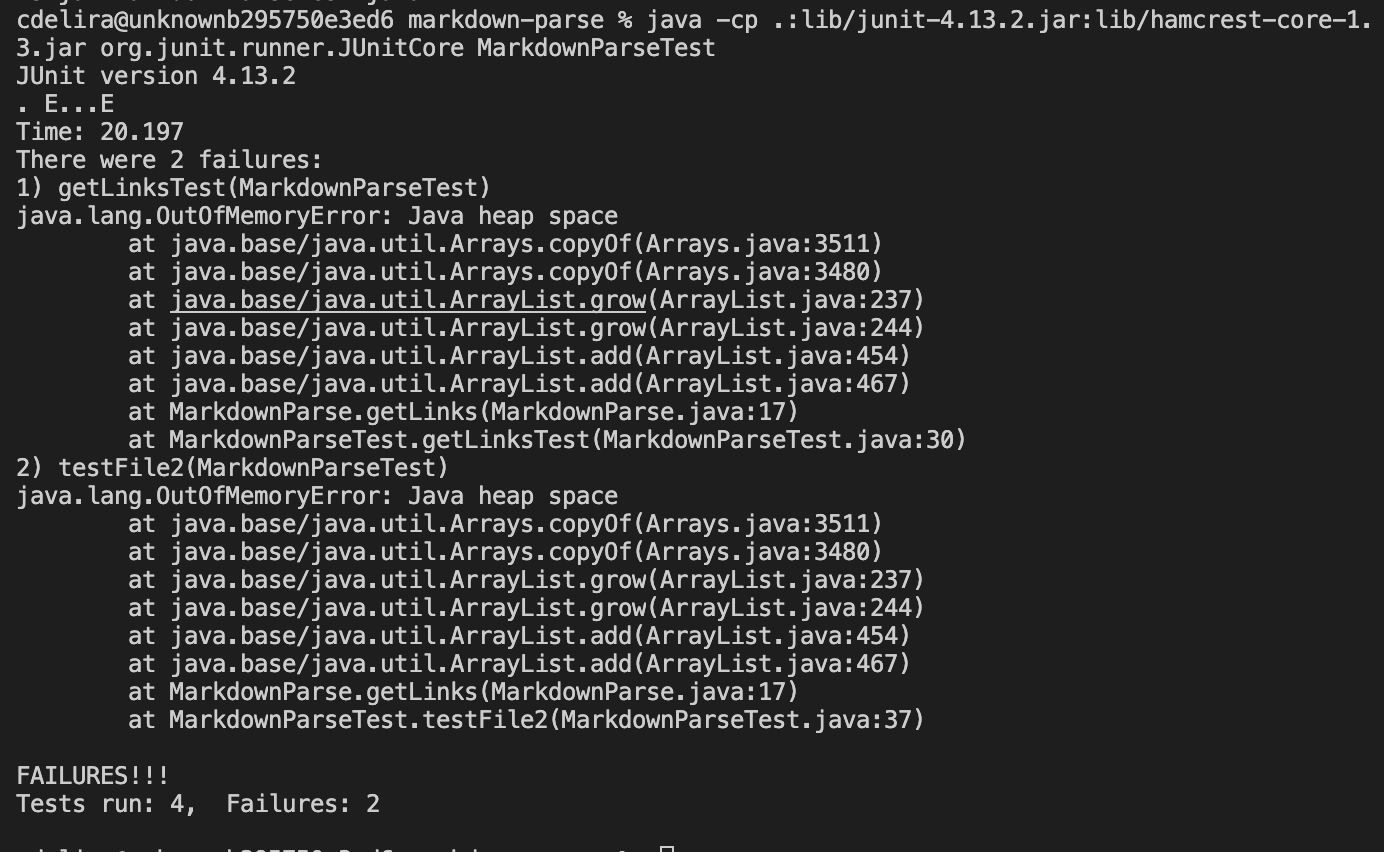 cdelira@unknownb295750e3ed6 markdown-parse % java -cp .:lib/junit-4.13.2.jar:lib/hamcrest-core-1.
3.jar org.junit.runner.JUnitCore MarkdownParseTest
JUnit version 4.13.2
. E...E
Time: 20.197
There were 2 failures:
1) getLinksTest(MarkdownParseTest)
java.lang.OutOfMemoryError: Java heap space
        at java.base/java.util.Arrays.copyOf(Arrays.java:3511)
        at java.base/java.util.Arrays.copyOf(Arrays.java:3480)
        at java.base/java.util.ArrayList.grow(ArrayList.java:237)
        at java.base/java.util.ArrayList.grow(ArrayList.java:244)
        at java.base/java.util.ArrayList.add(ArrayList.java:454)
        at java.base/java.util.ArrayList.add(ArrayList.java:467)
        at MarkdownParse.getLinks(MarkdownParse.java:17)
        at MarkdownParseTest.getLinksTest(MarkdownParseTest.java:30)
2) testFile2(MarkdownParseTest)
java.lang.OutOfMemoryError: Java heap space
        at java.base/java.util.Arrays.copyOf(Arrays.java:3511)
        at java.base/java.util.Arrays.copyOf(Arrays.java:3480)
        at java.base/java.util.ArrayList.grow(ArrayList.java:237)
        at java.base/java.util.ArrayList.grow(ArrayList.java:244)
        at java.base/java.util.ArrayList.add(ArrayList.java:454)
        at java.base/java.util.ArrayList.add(ArrayList.java:467)
        at MarkdownParse.getLinks(MarkdownParse.java:17)
        at MarkdownParseTest.testFile2(MarkdownParseTest.java:37)
FAILURES!!!
Tests run: 4,  Failures: 2